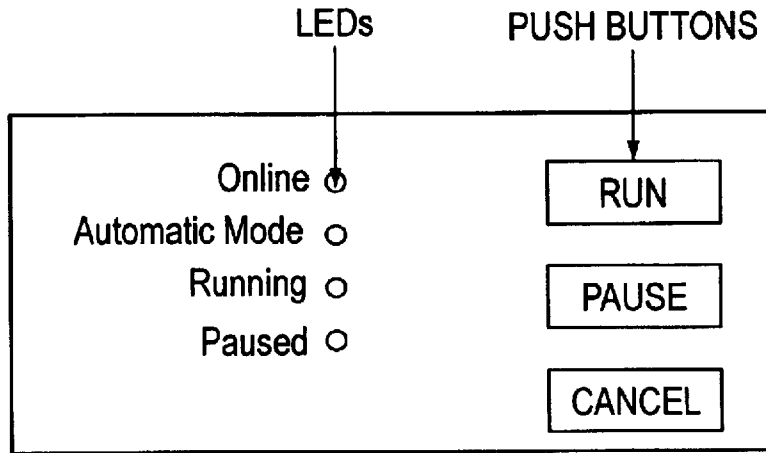 LEDs
PUSH BUTTONS
Online
Automatic Mode
Running
Paused
RUN
PAUSE
CANCEL